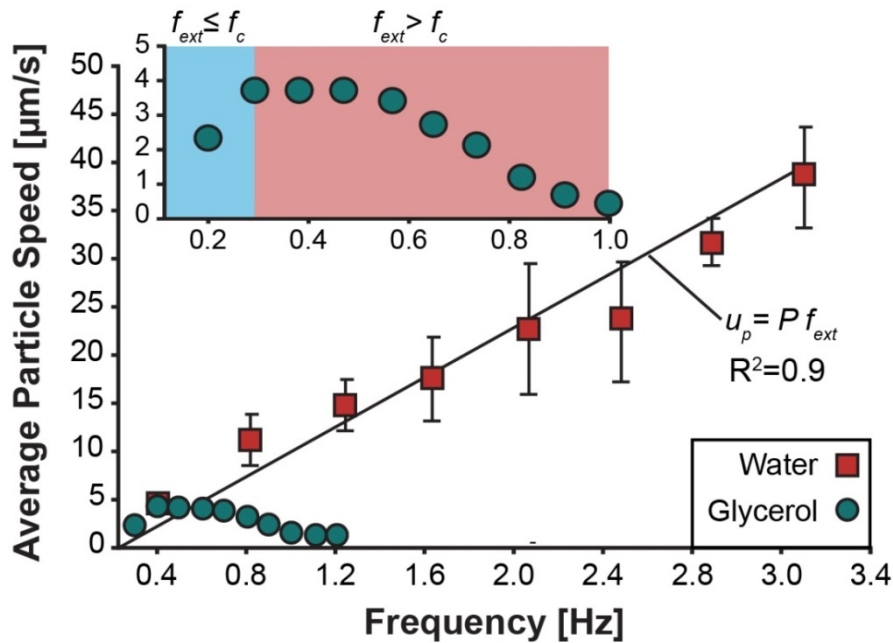 f_ext ≤ f_c f_ext > f_c
5
4
3
2
1
0
0.2 0.4 0.6 0.8 1.0
50
45
40
35
30
25
20
15
10
5
0
Average Particle Speed [μm/s]
u_p = P f_ext
R²=0.9
Water
Glycerol
0.4 0.8 1.2 1.6 2.0 2.4 2.8 3.0 3.4
Frequency [Hz]